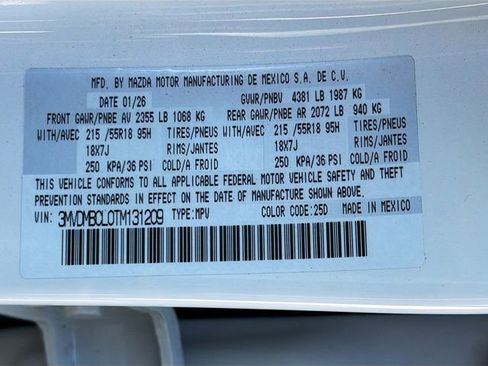 MFD. BY MAZDA MOTOR MANUFACTURING DE MEXICO S.A. DE C.V.
DATE 01/26 GVWR/PNBV 4381 LB 1987 KG
FRONT GAWR/PNBE AV 2355 LB 1068 KG REAR GAWR/PNBE AR 2072 LB 940 KG
WITH/AVEC 215 /55R18 95H TIRES/PNEUS WITH/AVEC 215 /55R18 95H TIRES/PNEUS
18X7J RIMS/JANTES 18X7J RIMS/JANTES
250 KPA/36 PSI COLD/A FROID 250 KPA/36 PSI COLD/A FROID
THIS VEHICLE CONFORMS TO ALL APPLICABLE FEDERAL MOTOR VEHICLE SAFETY AND THEFT PREVENTION
STANDARDS IN EFFECT ON THE DATE OF MANUFACTURE SHOWN ABOVE.
VIN: 3MVDMBCL0TM131209 TYPE:MPV COLOR CODE:25D MADE IN MEXICO